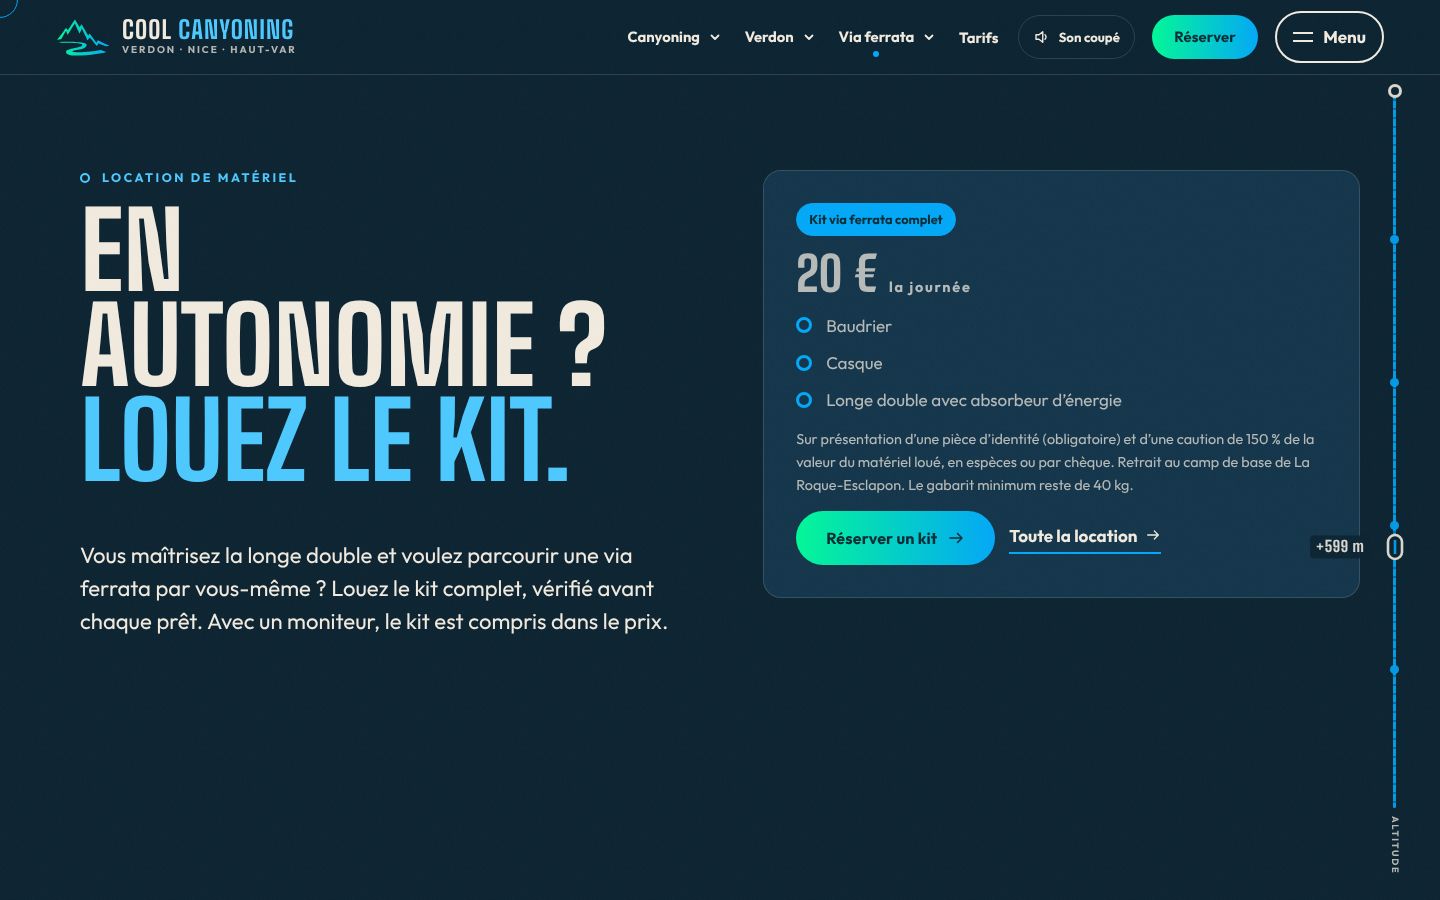 COOL CANYONING
VERDON · NICE · HAUT-VAR
Canyoning
Verdon
Via ferrata
Tarifs
Son coupé
Réserver
Menu
LOCATION DE MATÉRIEL
EN
AUTONOMIE ?
LOUEZ LE KIT.
Vous maîtrisez la longe double et voulez parcourir une via
ferrata par vous-même ? Louez le kit complet, vérifié avant
chaque prêt. Avec un moniteur, le kit est compris dans le prix.
Kit via ferrata complet
20 € la journée
Baudrier
Casque
Longe double avec absorbeur d’énergie
Sur présentation d’une pièce d’identité (obligatoire) et d’une caution de 150 % de la
valeur du matériel loué, en espèces ou par chèque. Retrait au camp de base de La
Roque-Esclapon. Le gabarit minimum reste de 40 kg.
Réserver un kit →
Toute la location →
+599 m
ALTITUDE